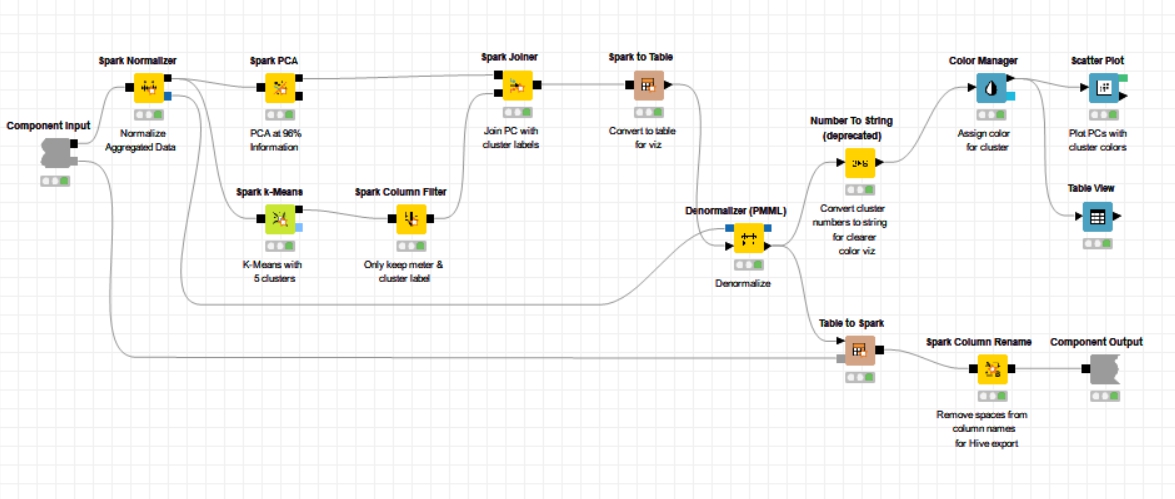 Spark Normalizer
Normalize
Aggregated Data
Spark PCA
PCA at 96%
Information
Spark Joiner
Join PC with
cluster labels
Spark to Table
Convert to table
for viz
Color Manager
Assign color
for cluster
Scatter Plot
Plot PCs with
cluster colors
Component Input
Number To String
(deprecated)
Convert cluster
numbers to string
for clearer
color viz
Spark k-Means
K-Means with
5 clusters
Spark Column Filter
Only keep meter &
cluster label
Denormalizer (PMML)
Denormalize
Table View
Table to Spark
Spark Column Rename
Remove spaces from
column names
for Hive export
Component Output